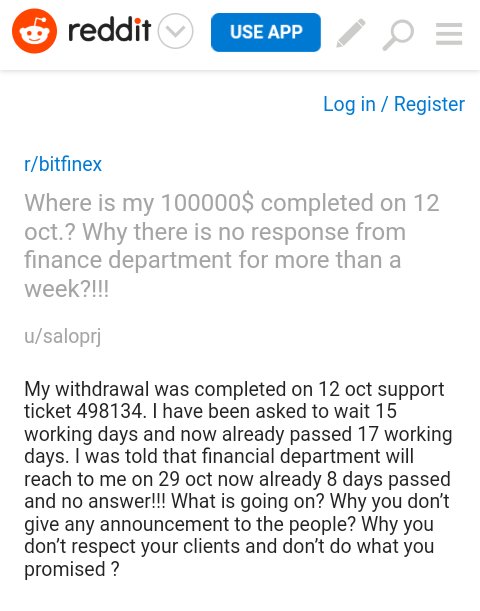 reddit
USE APP
Log in / Register
r/bitfinex
Where is my 100000$ completed on 12
oct.? Why there is no response from
finance department for more than a
week?!!!
u/saloprj
My withdrawal was completed on 12 oct support
ticket 498134. I have been asked to wait 15
working days and now already passed 17 working
days. I was told that financial department will
reach to me on 29 oct now already 8 days passed
and no answer!!! What is going on? Why you don't
give any announcement to the people? Why you
don't respect your clients and don't do what you
promised ?